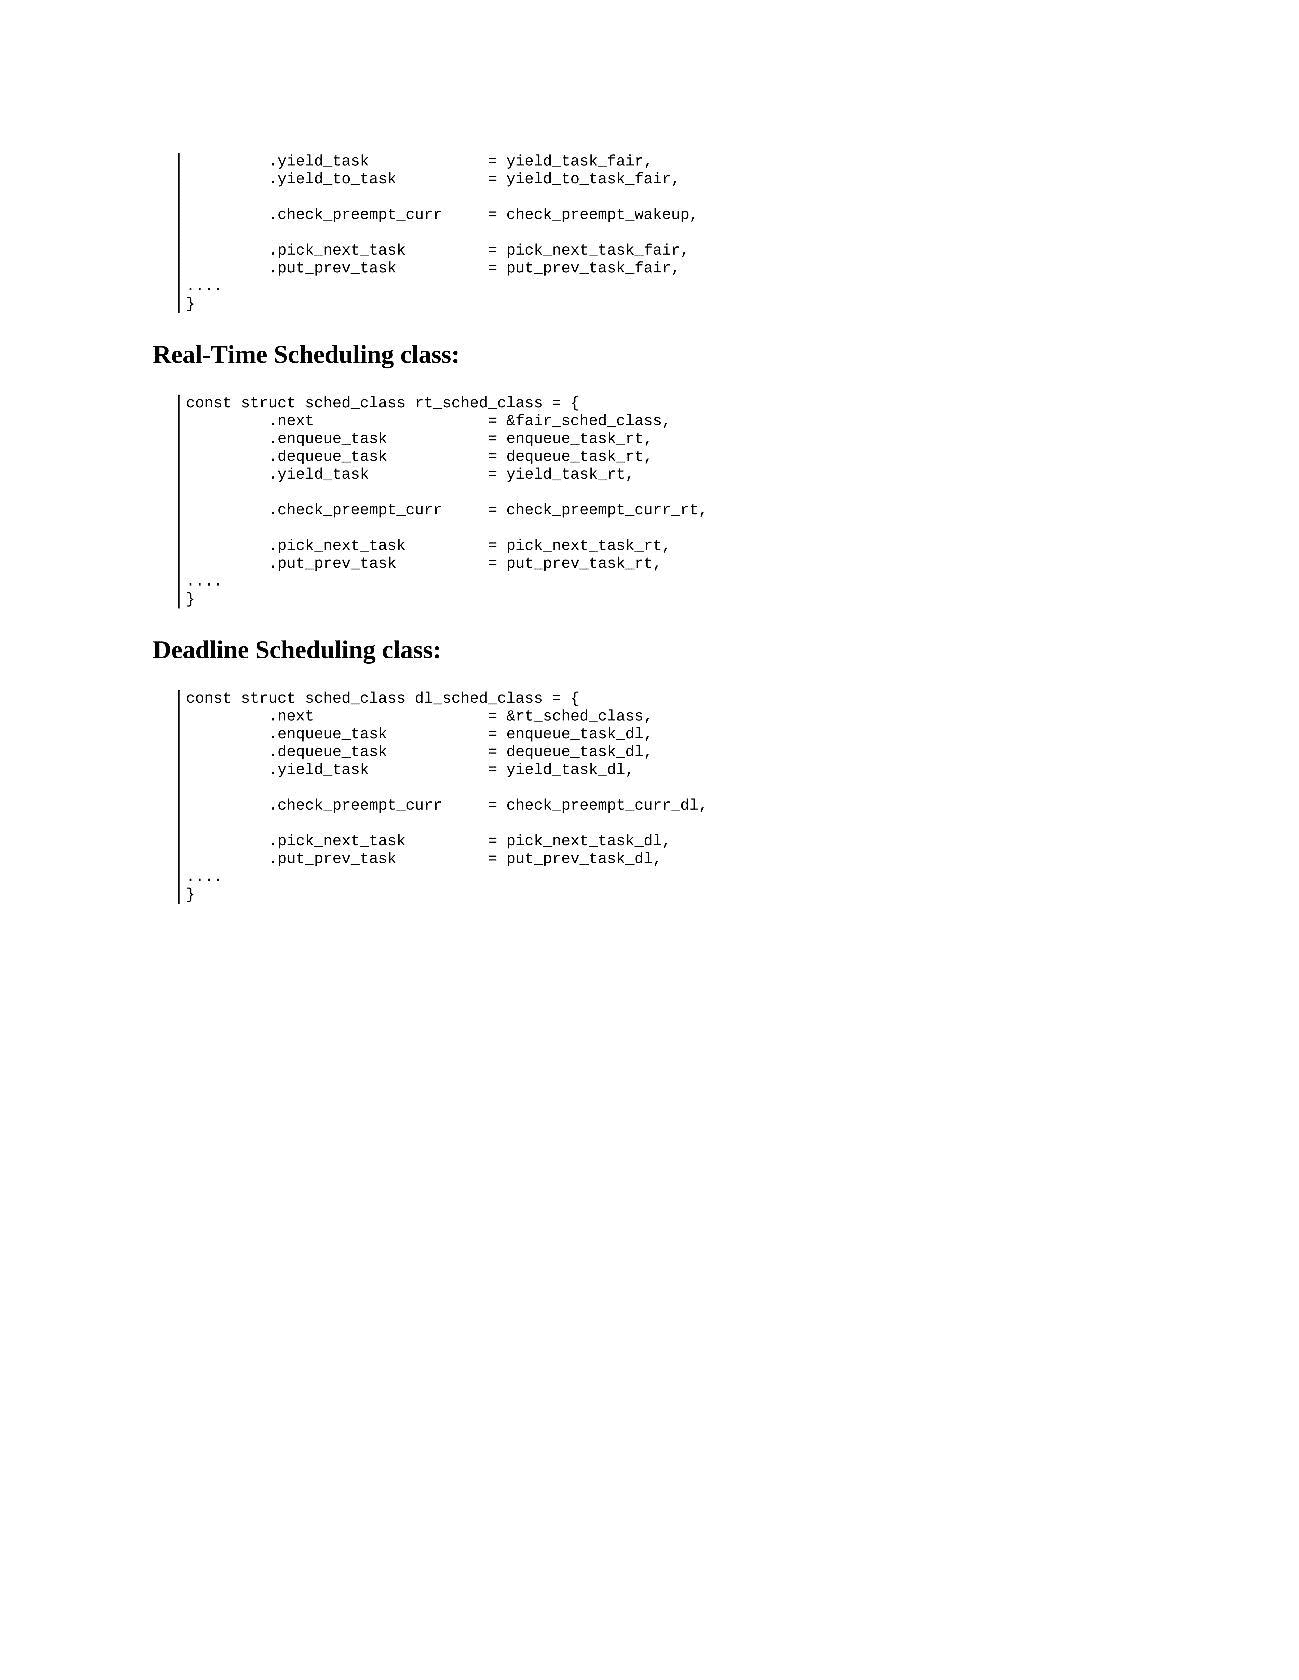 .yield_task = yield_task_fair,
.yield_to_task = yield_to_task_fair,
.check_preempt_curr = check_preempt_wakeup,
.pick_next_task = pick_next_task_fair,
.put_prev_task = put_prev_task_fair,
....
}
Real-Time Scheduling class:
const struct sched_class rt_sched_class = {
.next = &fair_sched_class,
.enqueue_task = enqueue_task_rt,
.dequeue_task = dequeue_task_rt,
.yield_task = yield_task_rt,
.check_preempt_curr = check_preempt_curr_rt,
.pick_next_task = pick_next_task_rt,
.put_prev_task = put_prev_task_rt,
....
}
Deadline Scheduling class:
const struct sched_class dl_sched_class = {
.next = &rt_sched_class,
.enqueue_task = enqueue_task_dl,
.dequeue_task = dequeue_task_dl,
.yield_task = yield_task_dl,
.check_preempt_curr = check_preempt_curr_dl,
.pick_next_task = pick_next_task_dl,
.put_prev_task = put_prev_task_dl,
....
}